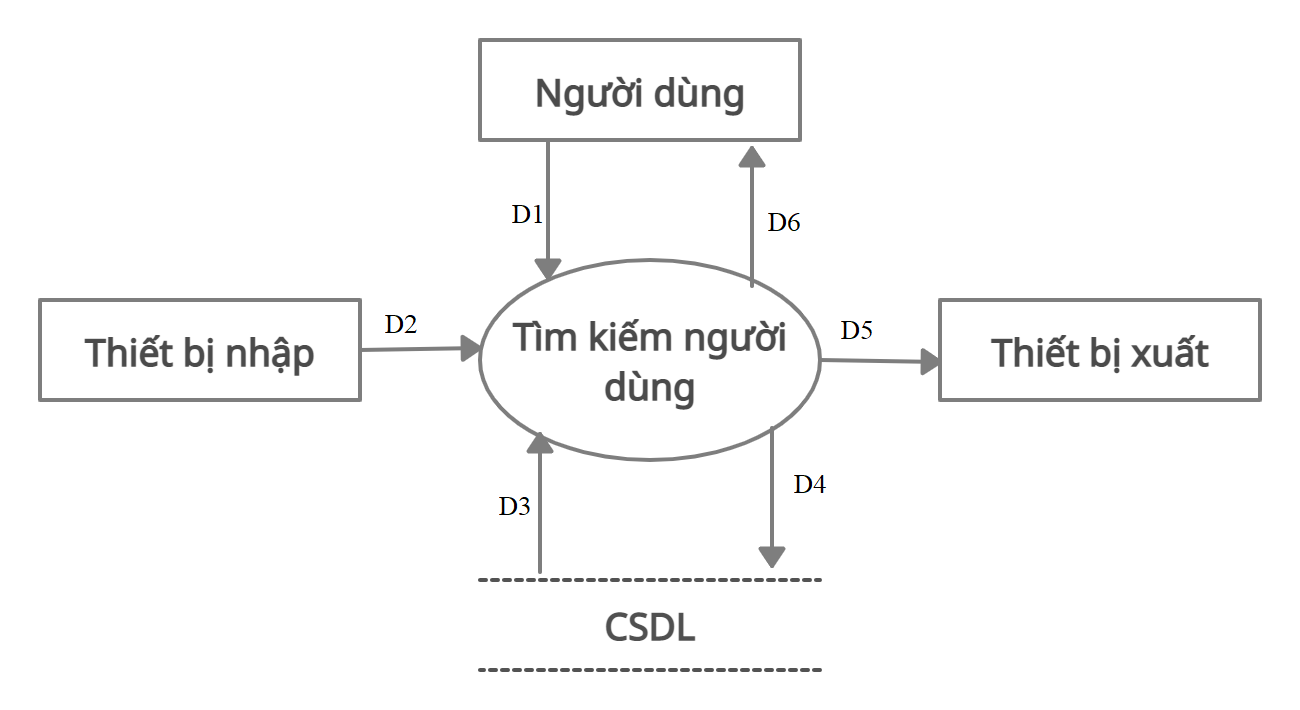 Người dùng
D1
D6
Thiết bị nhập
D2
Tìm kiếm người
dùng
D5
Thiết bị xuất
D3
D4
CSDL